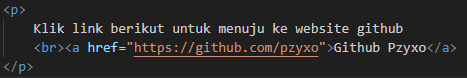 <p>
Klik link berikut untuk menuju ke website github
<br><a href="https://github.com/pzyxo">Github Pzyxo</a>
</p>